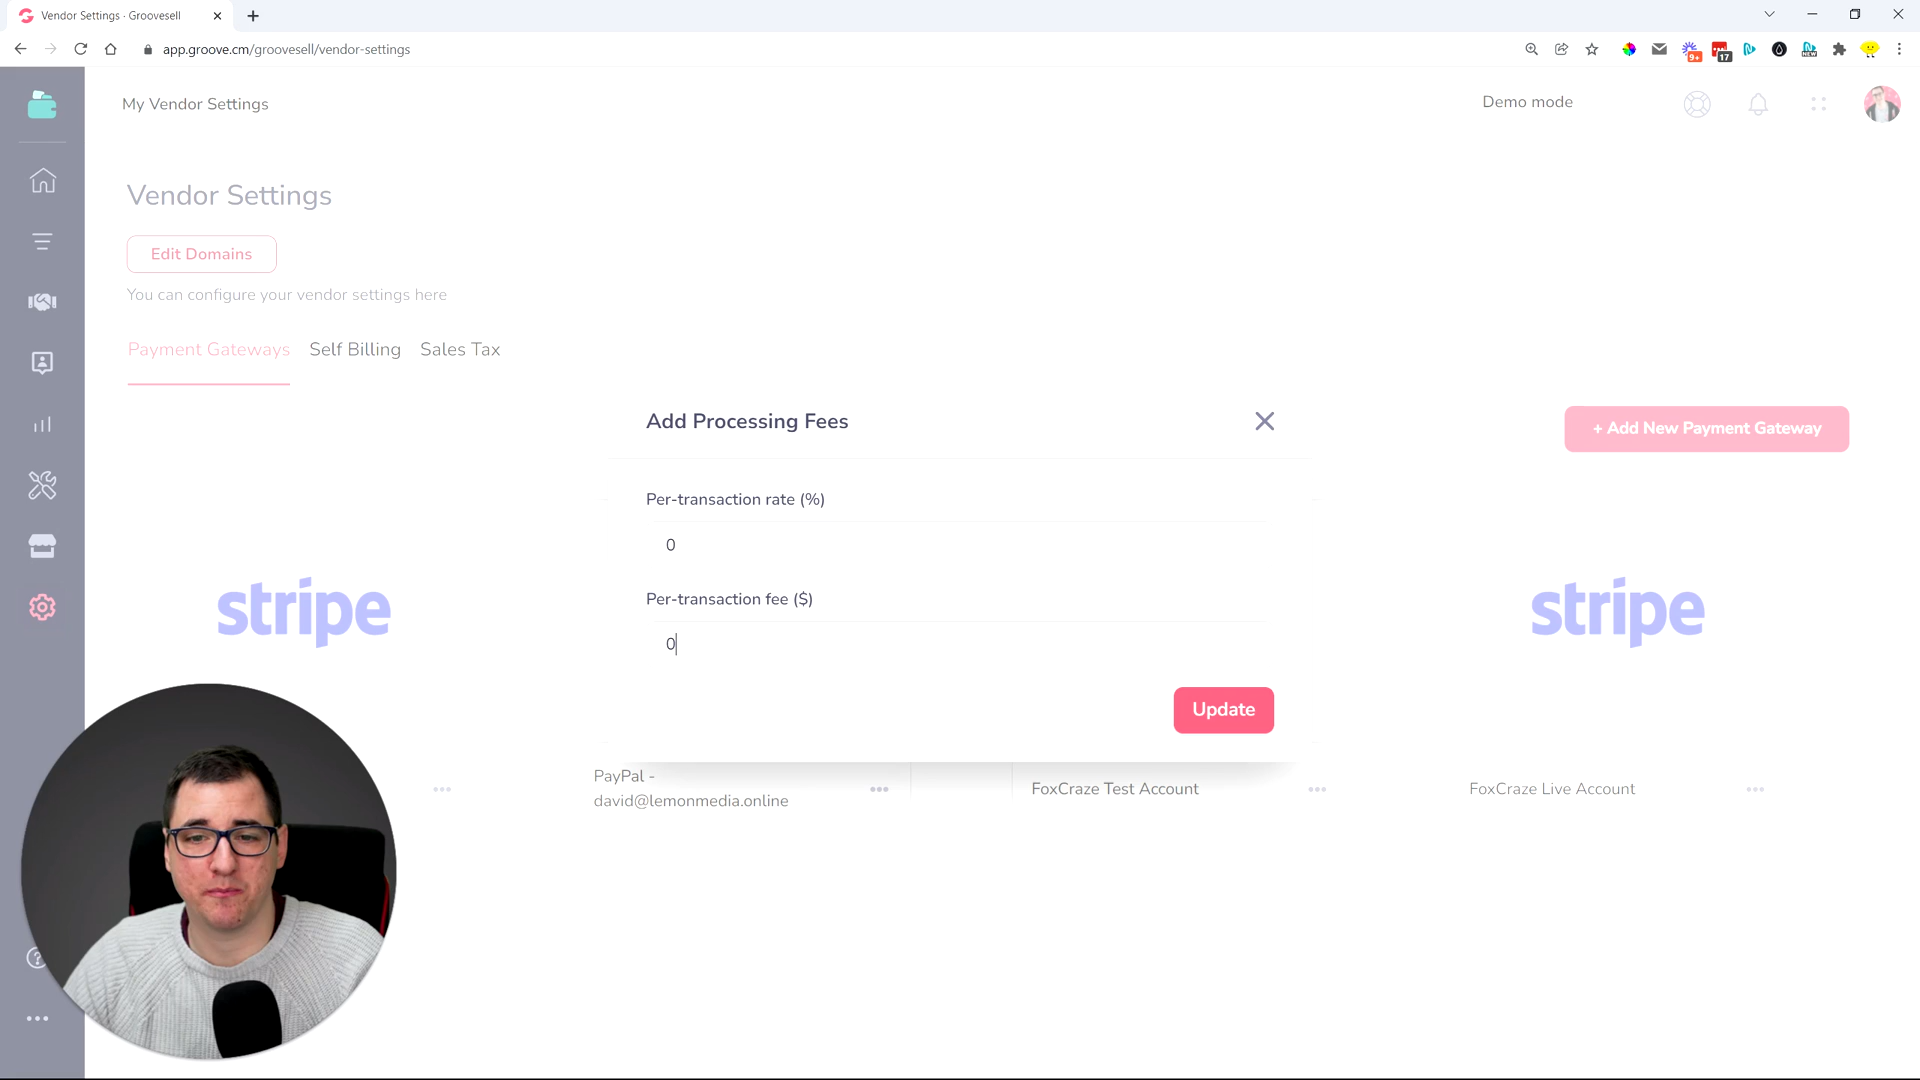 Vendor Settings · Groovesell
app.groove.cm/groovesell/vendor-settings
9+
17
NEW
My Vendor Settings
Demo mode
Vendor Settings
Edit Domains
You can configure your vendor settings here
Payment Gateways
Self Billing
Sales Tax
Add Processing Fees
+ Add New Payment Gateway
Per-transaction rate (%)
0
Per-transaction fee ($)
0
stripe
stripe
Update
PayPal -
david@lemonmedia.online
FoxCraze Test Account
FoxCraze Live Account